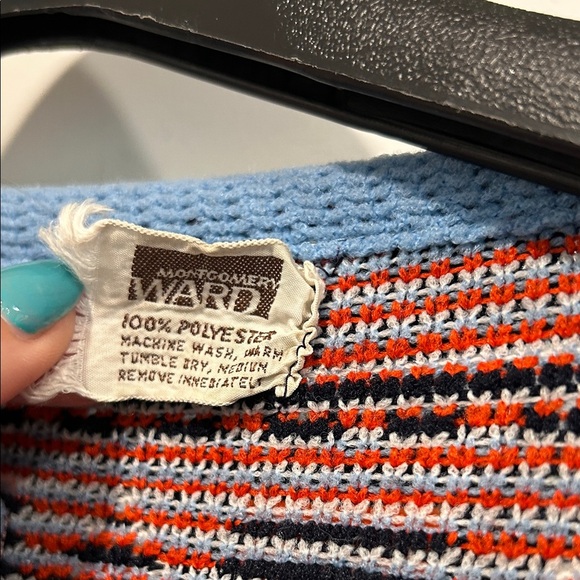 MONTGOMERY
WARD
100% POLYESTER
MACHINE WASH, WARM
TUMBLE DRY, MEDIUM
REMOVE IMMEDIATELY